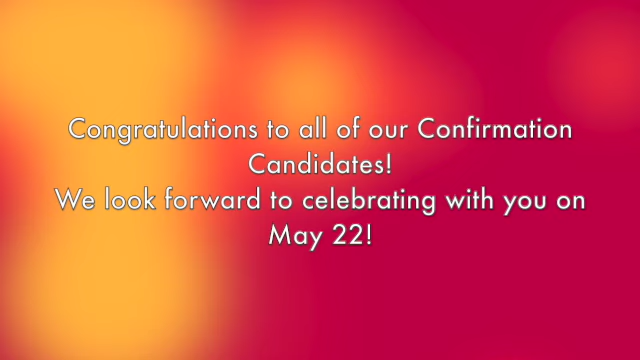 Congratulations to all of our Confirmation
Candidates!
We look forward to celebrating with you on
May 22!